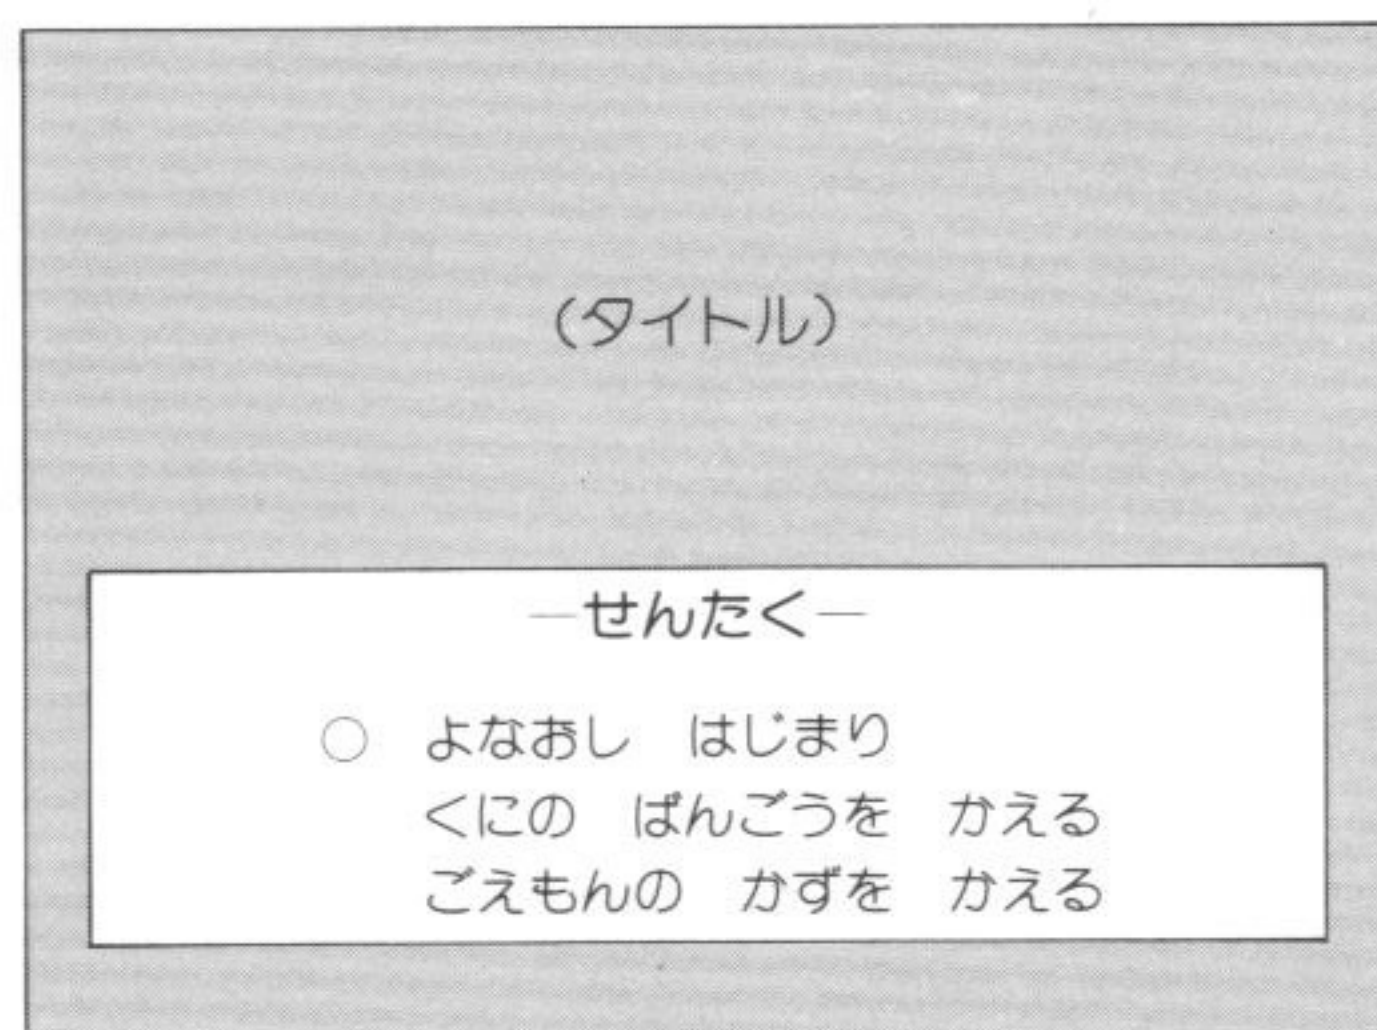 (タイトル)
—せんたく—
○ よなおし はじまり
くにの ばんごうを かえる
ごえもんの かずを かえる